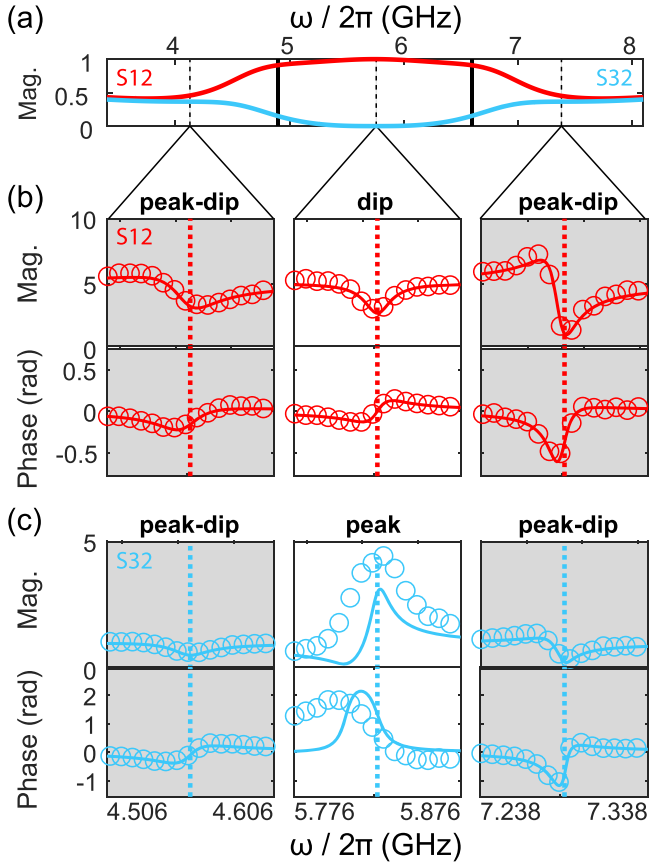 (a)
ω / 2π (GHz)
4 5 6 7 8
Mag.
1
0.5
0
S12
S32
(b)
peak-dip
dip
peak-dip
S12
Mag.
10
5
0
Phase (rad)
0.5
0
-0.5
(c)
peak-dip
peak
peak-dip
S32
Mag.
5
0
Phase (rad)
2
1
0
-1
4.506 4.606 5.776 5.876 7.238 7.338
ω / 2π (GHz)